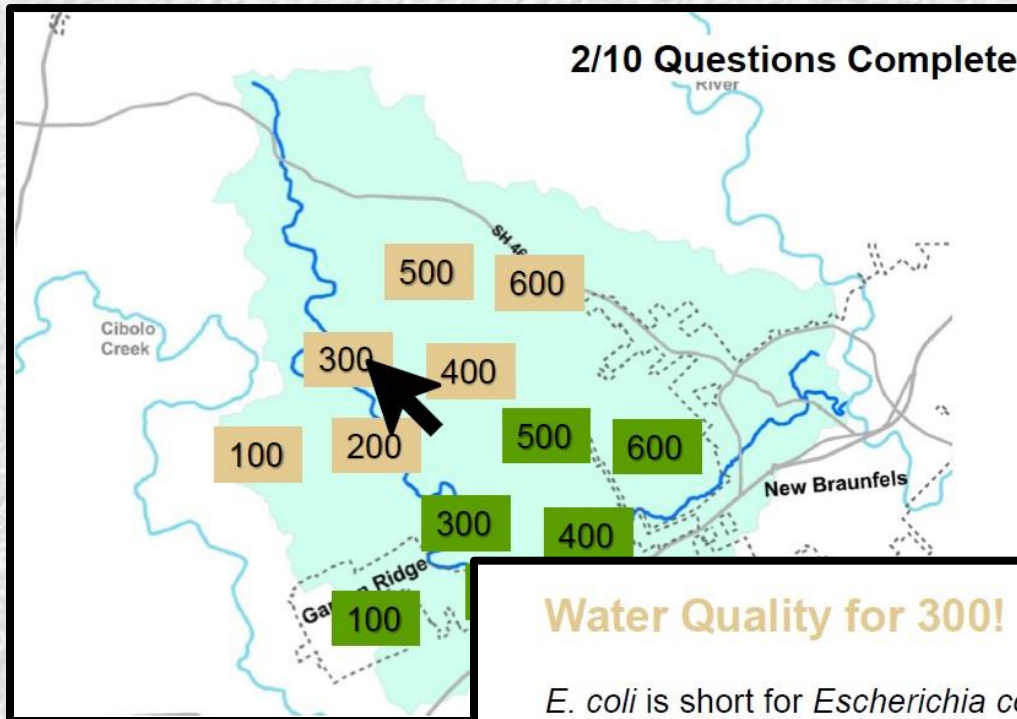 2/10 Questions Complete
River
SH 46
500
600
Cibolo
Creek
300
400
500
600
100
200
New Braunfels
300
400
Ridge
100
Water Quality for 300!
E. coli is short for Escherichia